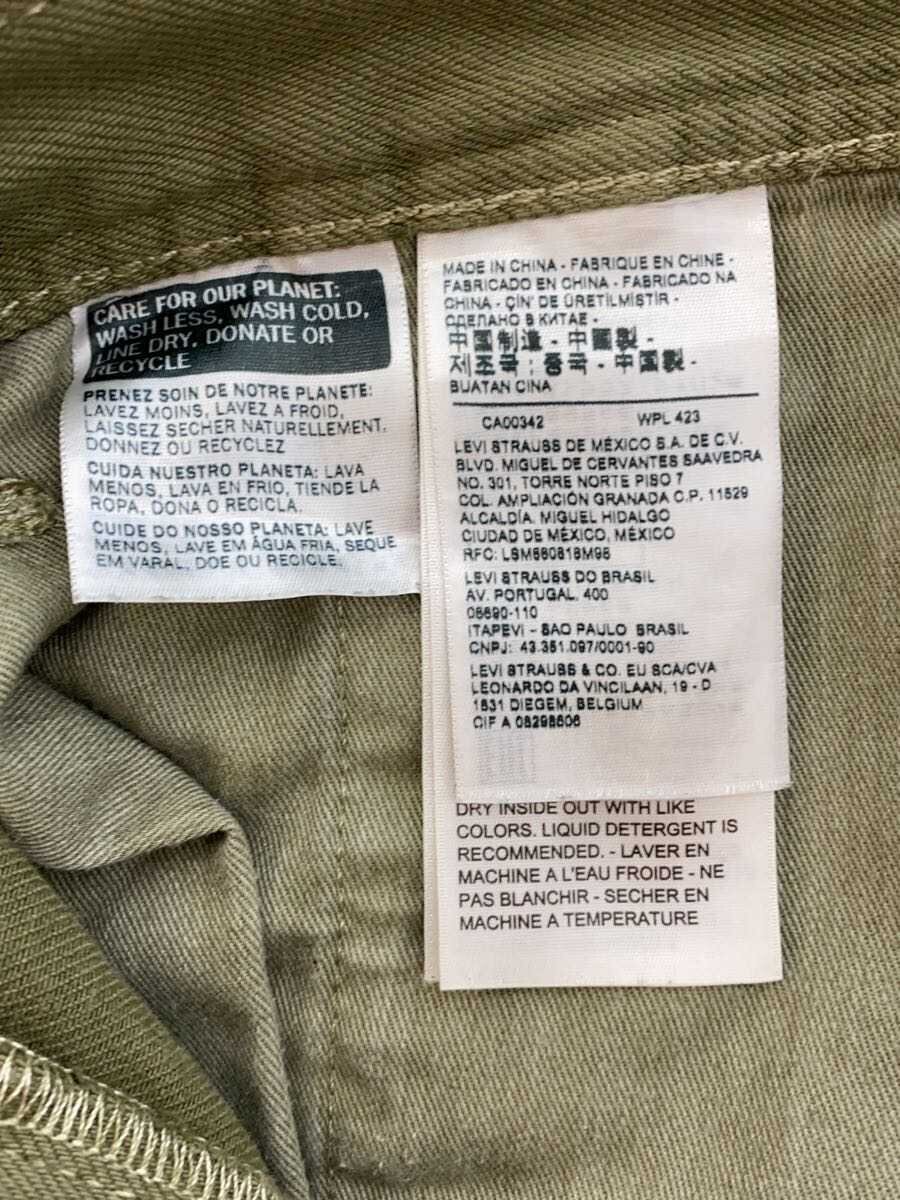 CARE FOR OUR PLANET:
WASH LESS, WASH COLD,
LINE DRY, DONATE OR
RECYCLE
PRENEZ SOIN DE NOTRE PLANETE:
LAVEZ MOINS, LAVEZ A FROID,
LAISSEZ SECHER NATURELLEMENT.
DONNEZ OU RECYCLEZ
CUIDA NUESTRO PLANETA: LAVA
MENOS, LAVA EN FRIO, TIENDE LA
ROPA, DONA O RECICLA.
CUIDE DO NOSSO PLANETA: LAVE
MENOS, LAVE EM ÁGUA FRIA, SEQUE
EM VARAL, DOE OU RECICLE.
MADE IN CHINA - FABRIQUE EN CHINE -
FABRICADO EN CHINA - FABRICADO NA
CHINA - ÇIN' DE ÜRETILMIŞTIR -
СДЕЛАНО В КИТАЕ -
中国制造 - 中國製 -
제조국 : 중국 - 中国製 -
BUATAN CINA
CA00342 WPL 423
LEVI STRAUSS DE MÉXICO S.A. DE C.V.
BLVD. MIGUEL DE CERVANTES SAAVEDRA
NO. 301, TORRE NORTE PISO 7
COL. AMPLIACIÓN GRANADA C.P. 11529
ALCALDÍA. MIGUEL HIDALGO
CIUDAD DE MÉXICO, MÉXICO
RFC: LSM860818M98
LEVI STRAUSS DO BRASIL
AV. PORTUGAL, 400
06690-110
ITAPEVI - SAO PAULO BRASIL
CNPJ: 43.351.097/0001-90
LEVI STRAUSS & CO. EU SCA/CVA
LEONARDO DA VINCILAAN, 19 - D
1831 DIEGEM, BELGIUM
CIF A 08298606
DRY INSIDE OUT WITH LIKE
COLORS. LIQUID DETERGENT IS
RECOMMENDED. - LAVER EN
MACHINE A L'EAU FROIDE - NE
PAS BLANCHIR - SECHER EN
MACHINE A TEMPERATURE